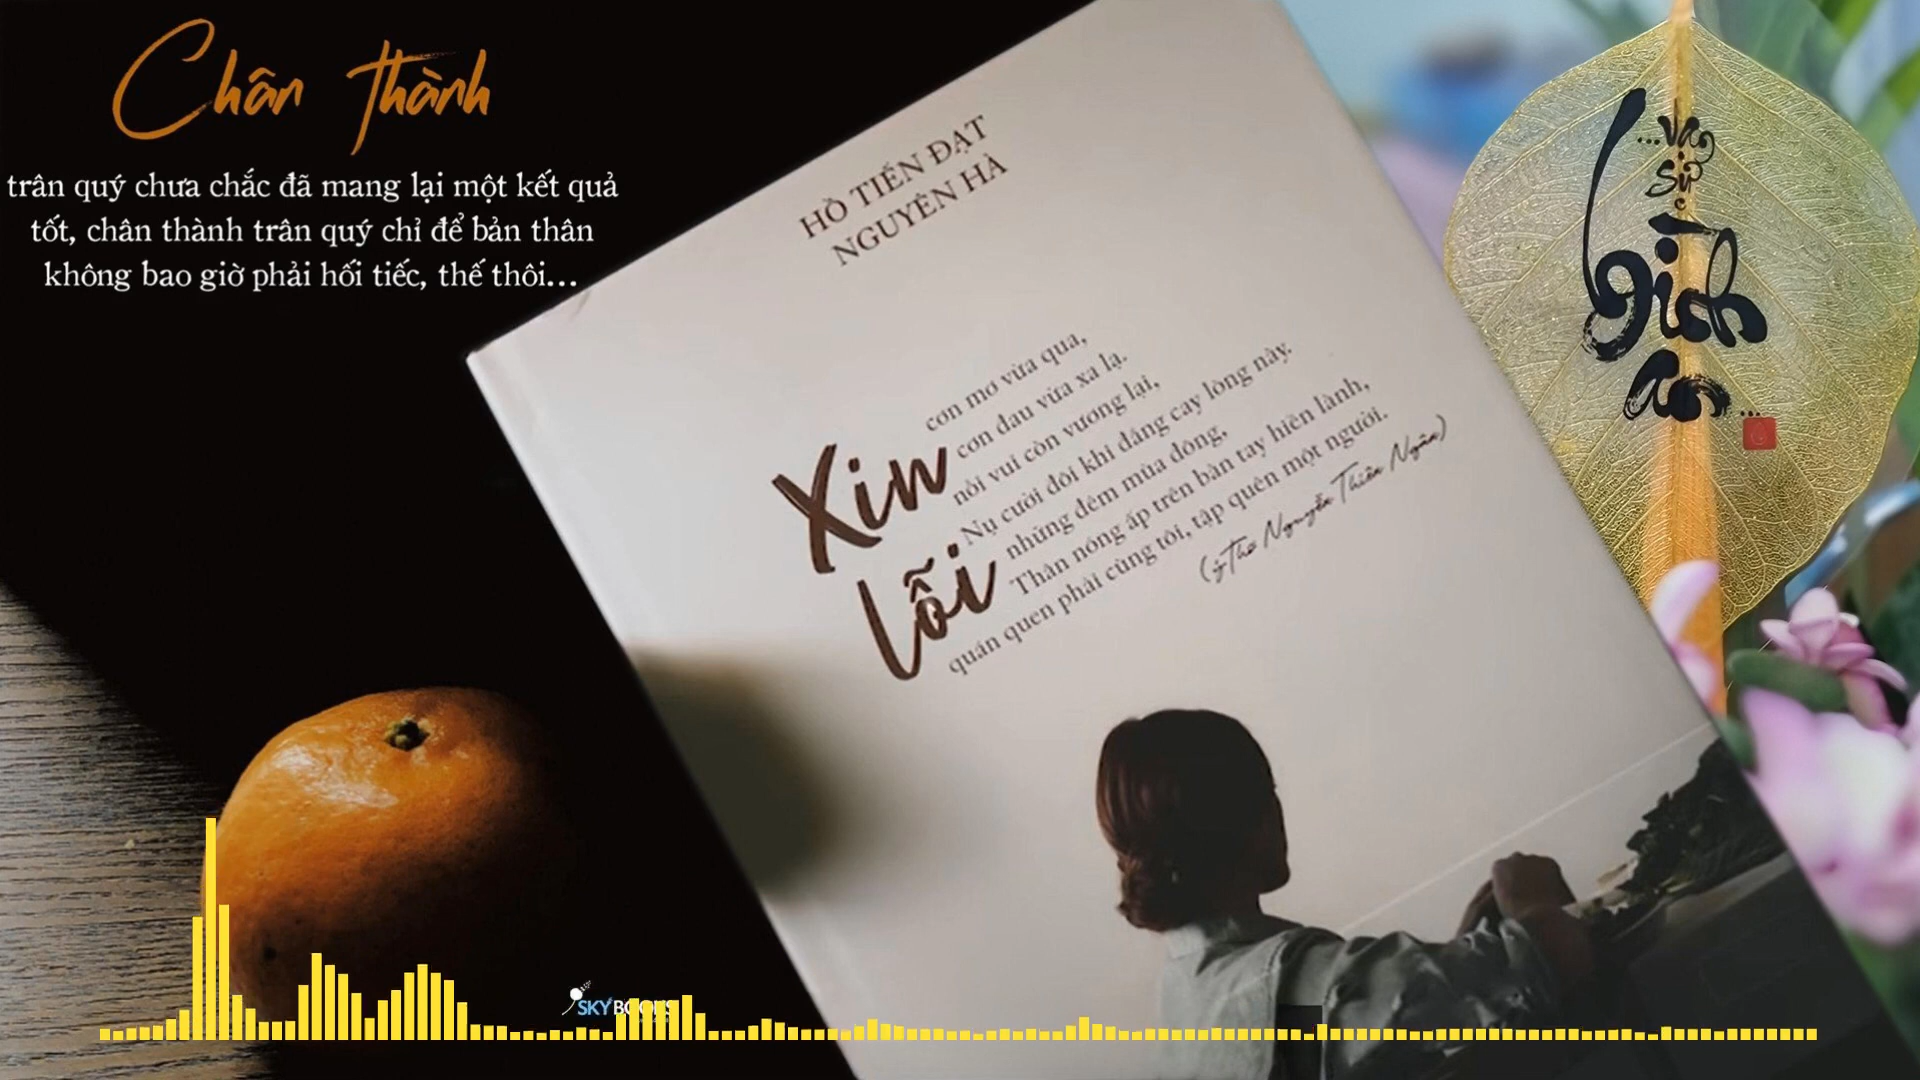 Chân thành
trân quý chưa chắc đã mang lại một kết quả
tốt, chân thành trân quý chỉ để bản thân
không bao giờ phải hối tiếc, thế thôi...
HỒ TIẾN ĐẠT
NGUYÊN HÀ
Xin
lỗi
cơn mơ vừa qua,
cơn đau vừa xa lạ.
nỗi vui còn vương lại,
Nụ cười đôi khi đắng cay lòng này.
những đêm mùa đông,
Thân nóng áp trên bàn tay hiền lành,
quán quen phải cùng tôi, tập quên một người.
(ý Thơ Nguyễn Thiên Ngân)
...vạn
sự
bình
an...
SKYBOOKS